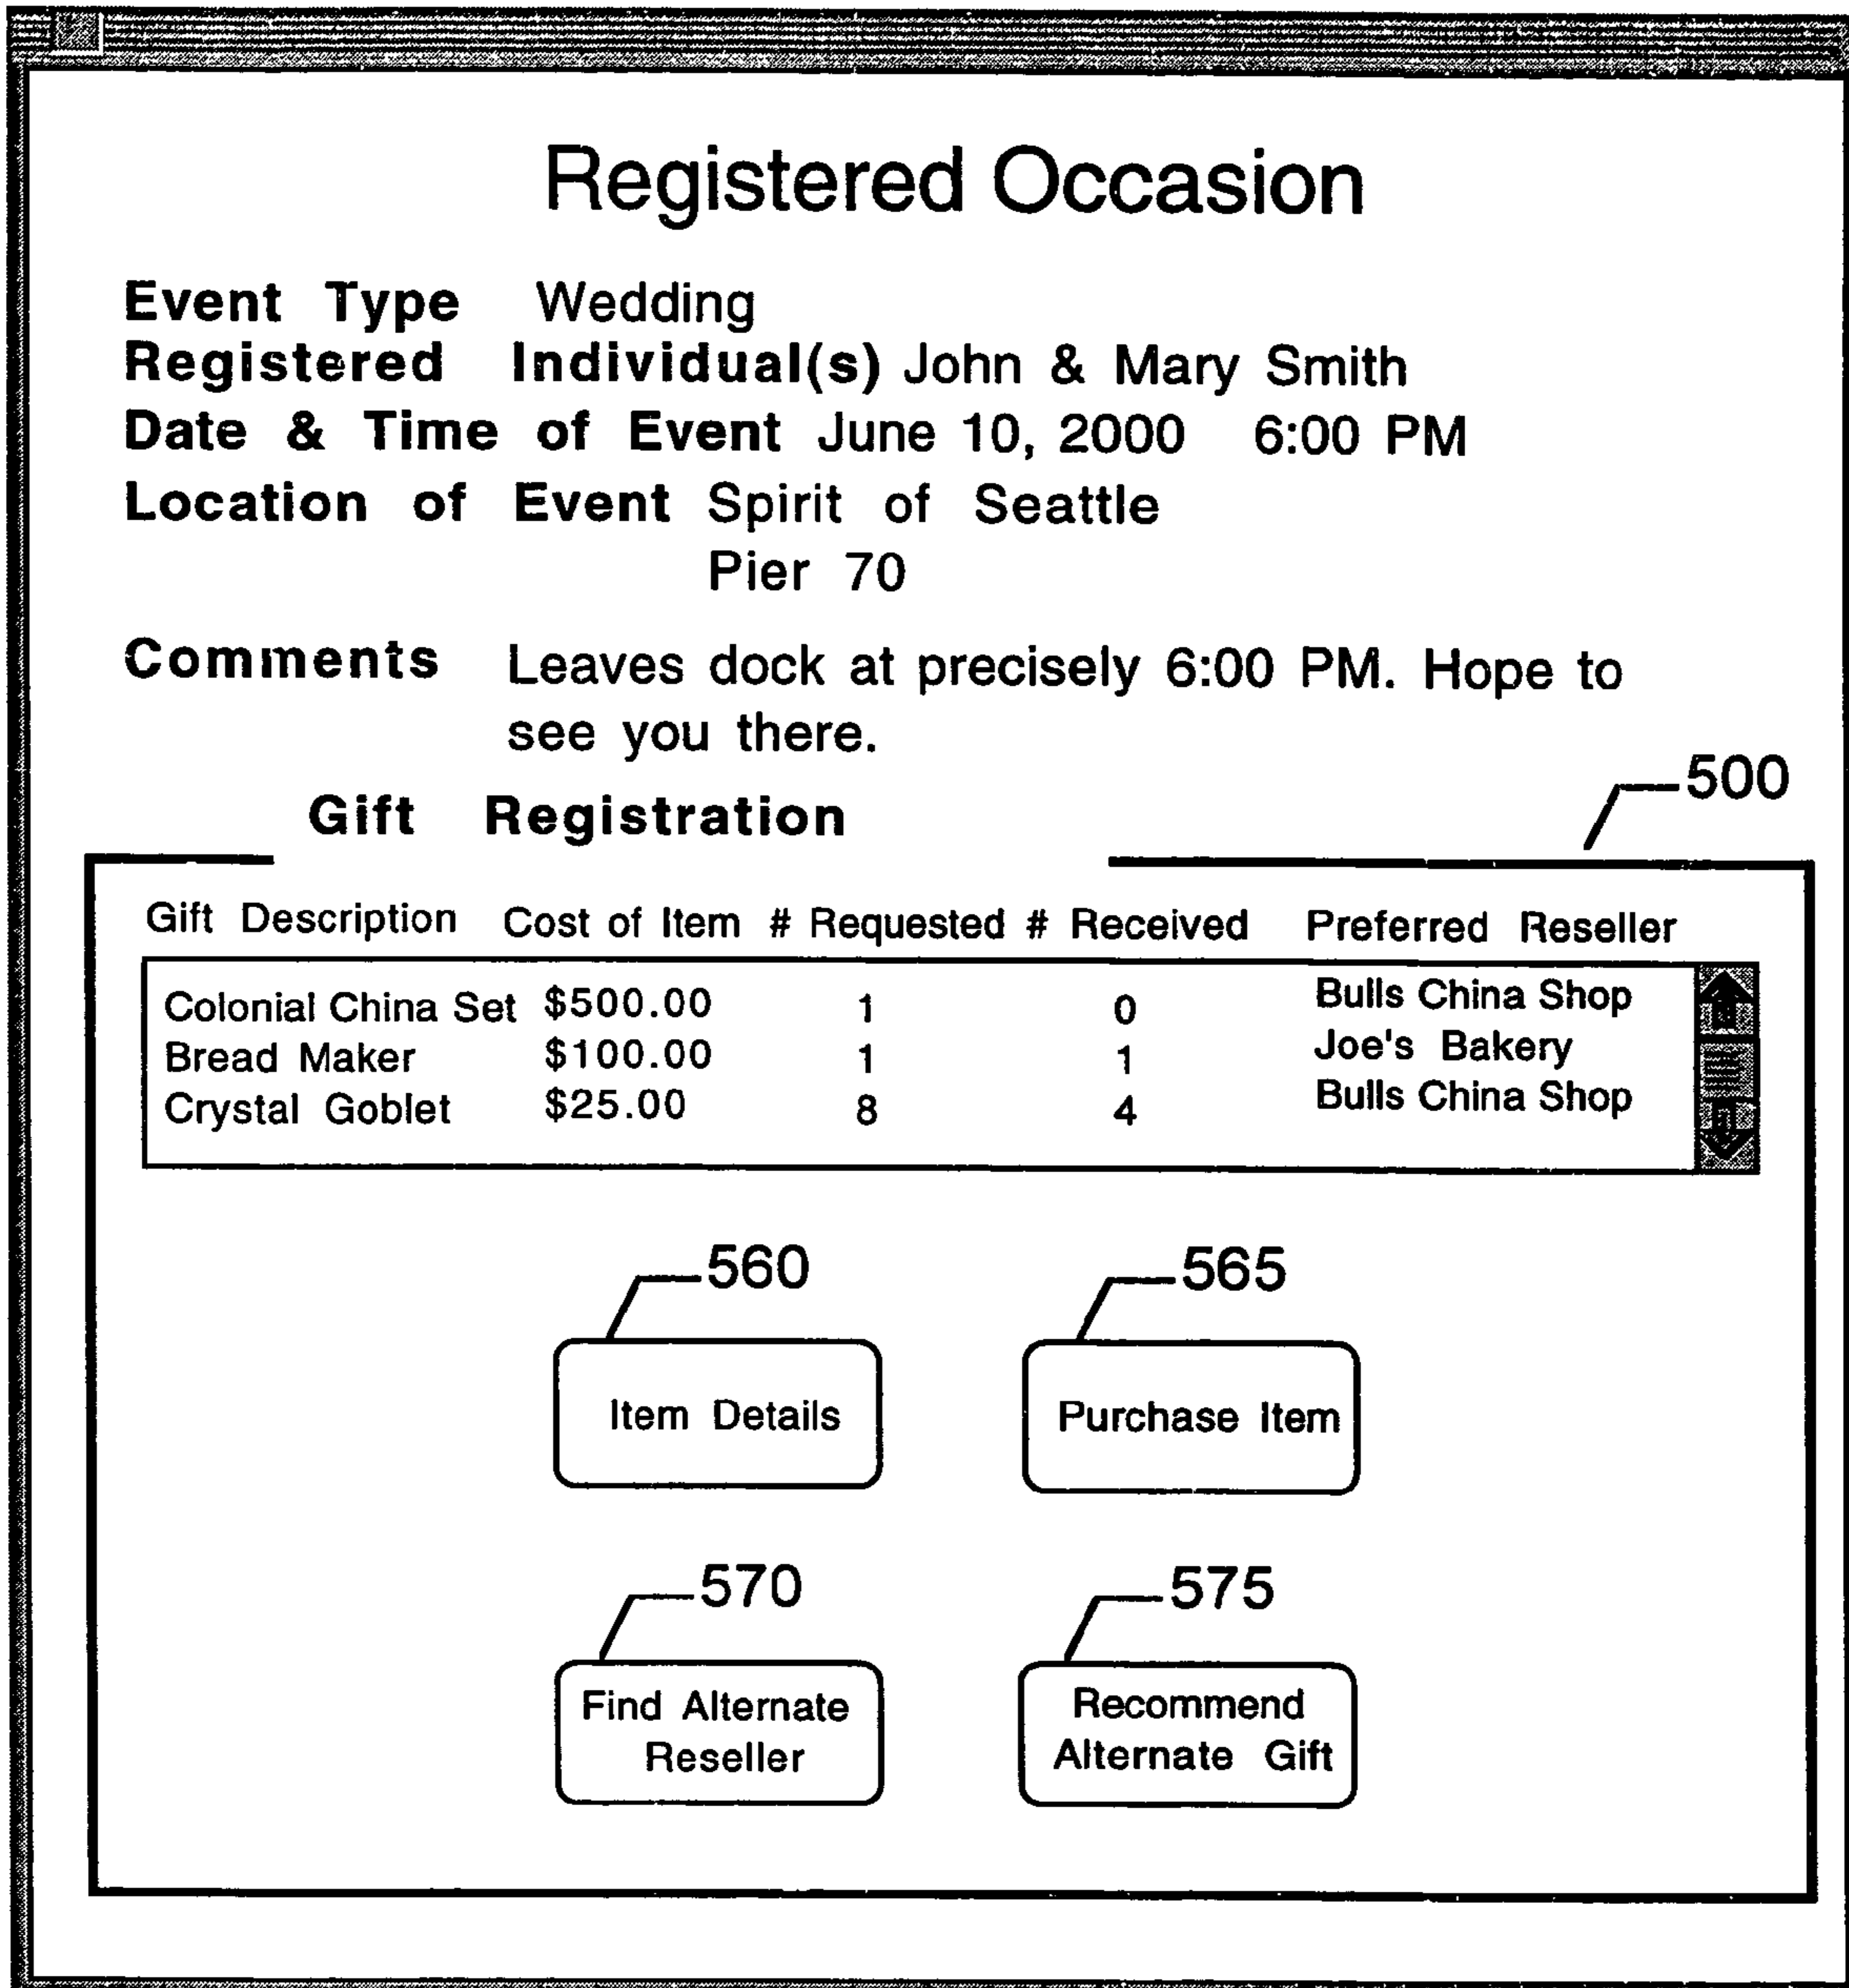 Registered Occasion
Event Type Wedding
Registered Individual(s) John & Mary Smith
Date & Time of Event June 10, 2000 6:00 PM
Location of Event Spirit of Seattle
Pier 70
Comments Leaves dock at precisely 6:00 PM. Hope to
see you there.
500
Gift Registration
Gift Description Cost of Item # Requested # Received Preferred Reseller
Colonial China Set $500.00 1 0 Bulls China Shop
Bread Maker $100.00 1 1 Joe's Bakery
Crystal Goblet $25.00 8 4 Bulls China Shop
560 565
Item Details Purchase Item
570 575
Find Alternate Reseller
Recommend Alternate Gift